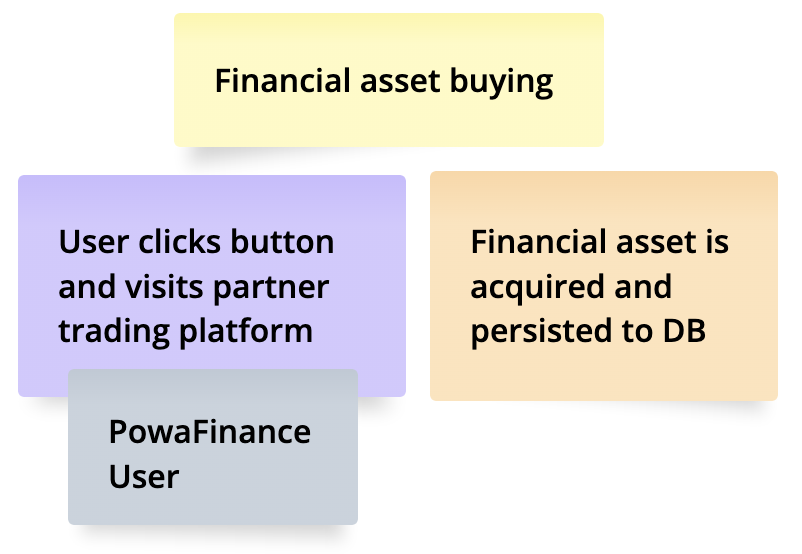 Financial asset buying
User clicks button
and visits partner
trading platform
Financial asset is
acquired and
persisted to DB
PowaFinance
User